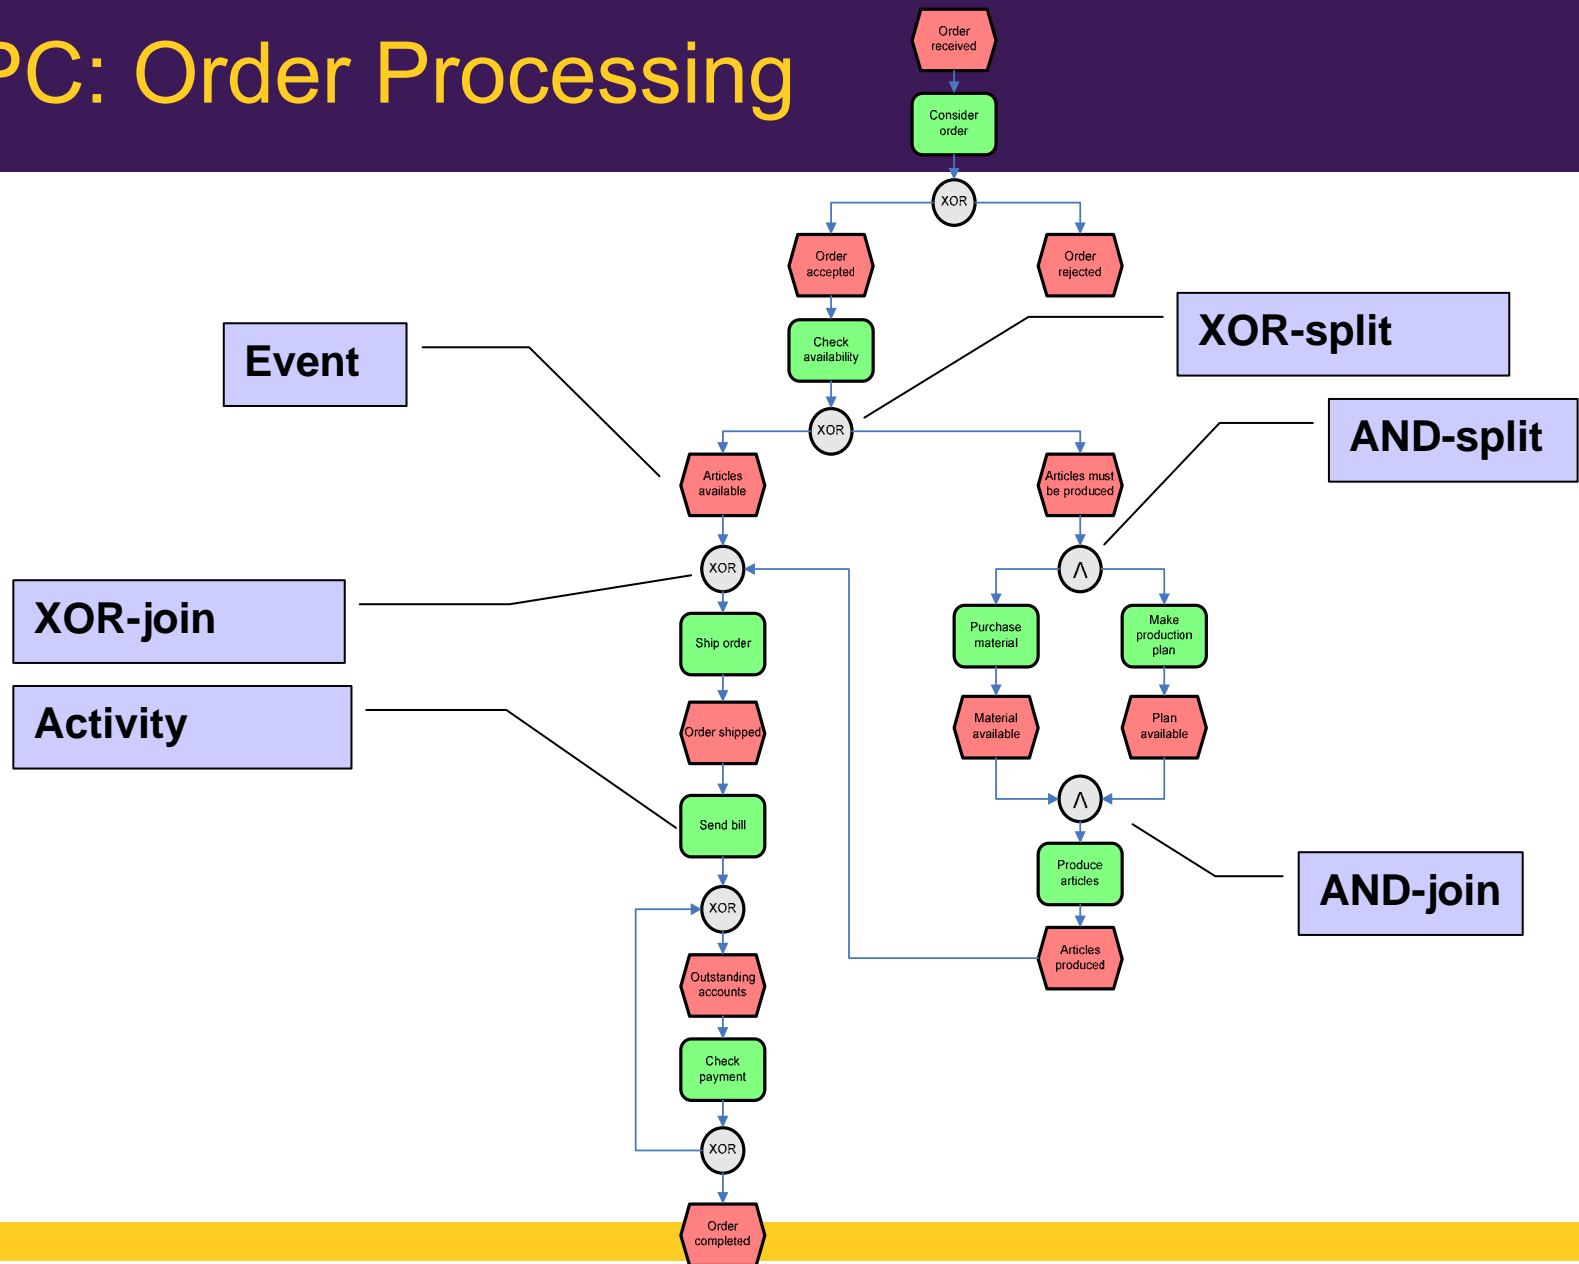 PC: Order Processing
Order
received
Consider
order
XOR
Order
accepted
Order
rejected
Check
availability
XOR-split
Event
AND-split
XOR
Articles
available
Articles must
be produced
XOR
Λ
XOR-join
Ship order
Purchase
material
Make
production
plan
Activity
Order shipped
Material
available
Plan
available
Λ
Send bill
Produce
articles
AND-join
XOR
Articles
produced
Outstanding
accounts
Check
payment
XOR
Order
completed